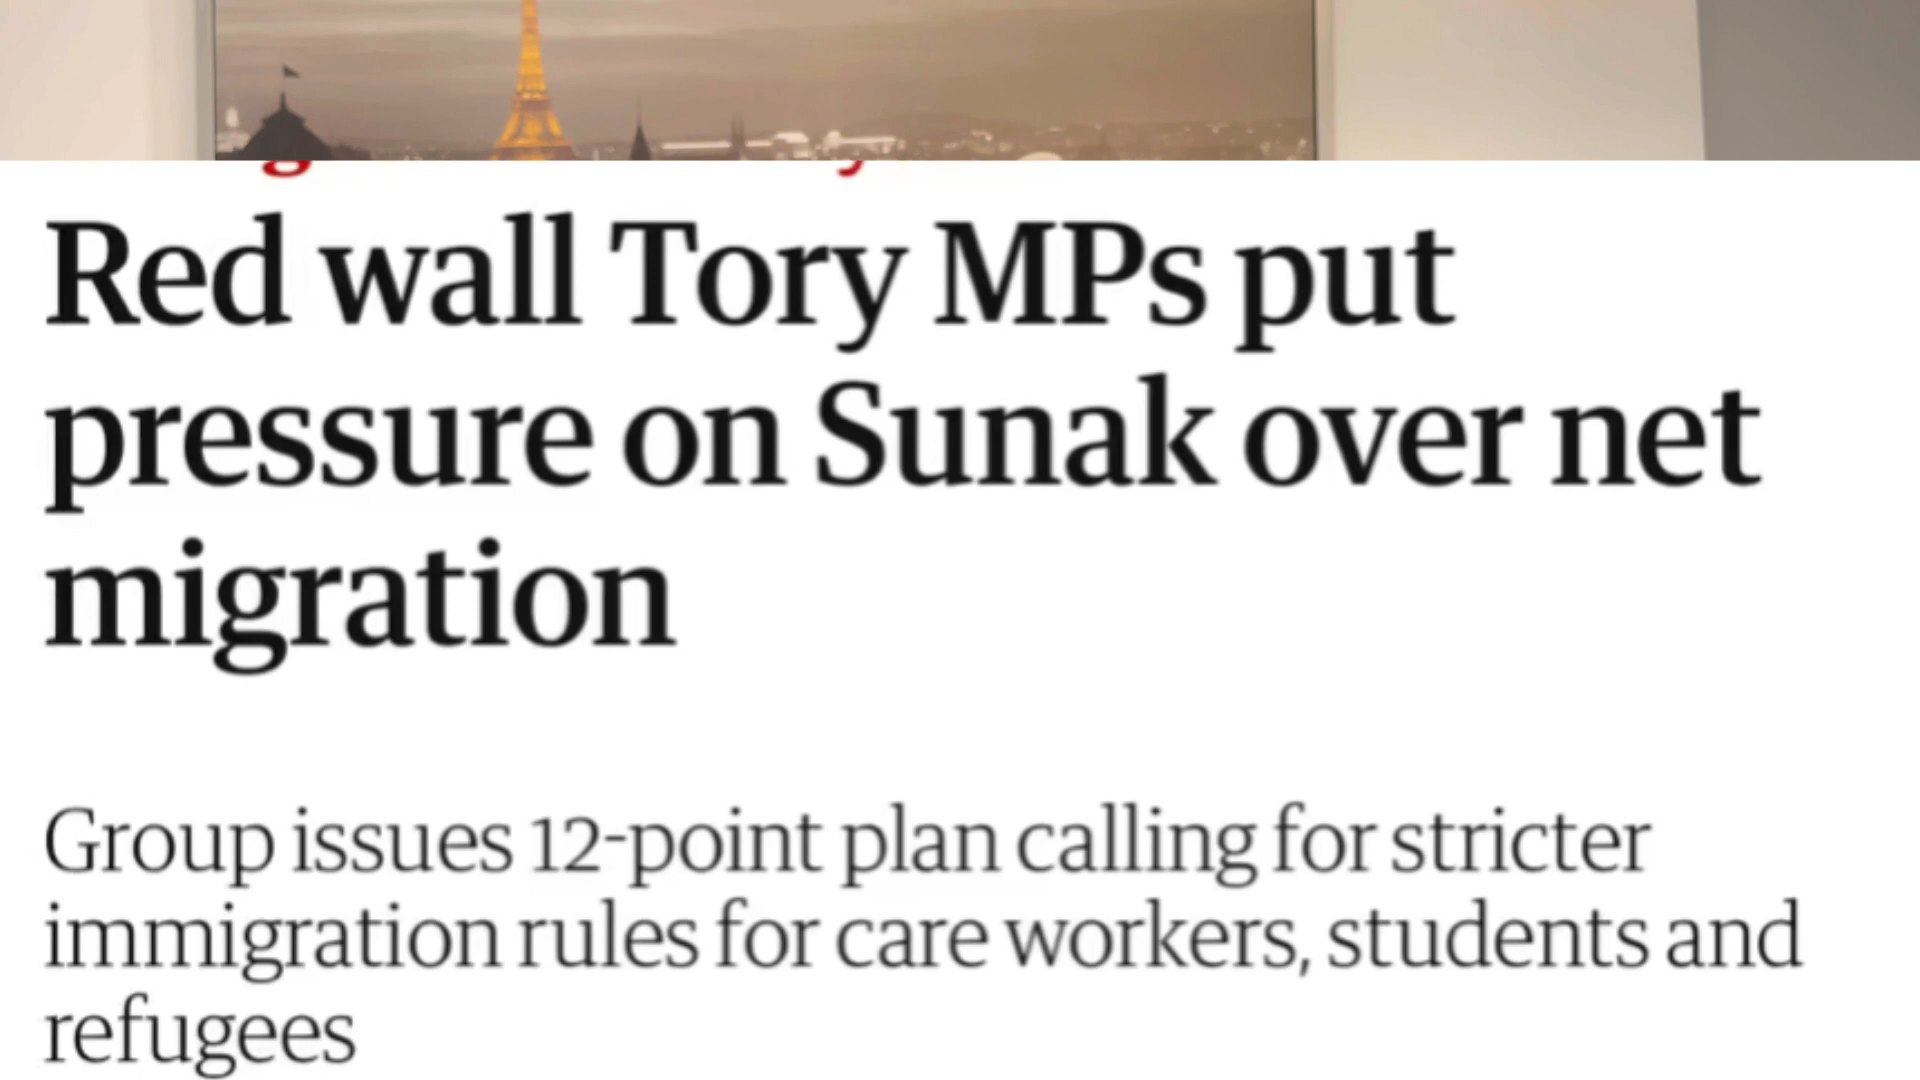 Red wall Tory MPs put
pressure on Sunak over net
migration
Group issues 12-point plan calling for stricter
immigration rules for care workers, students and
refugees